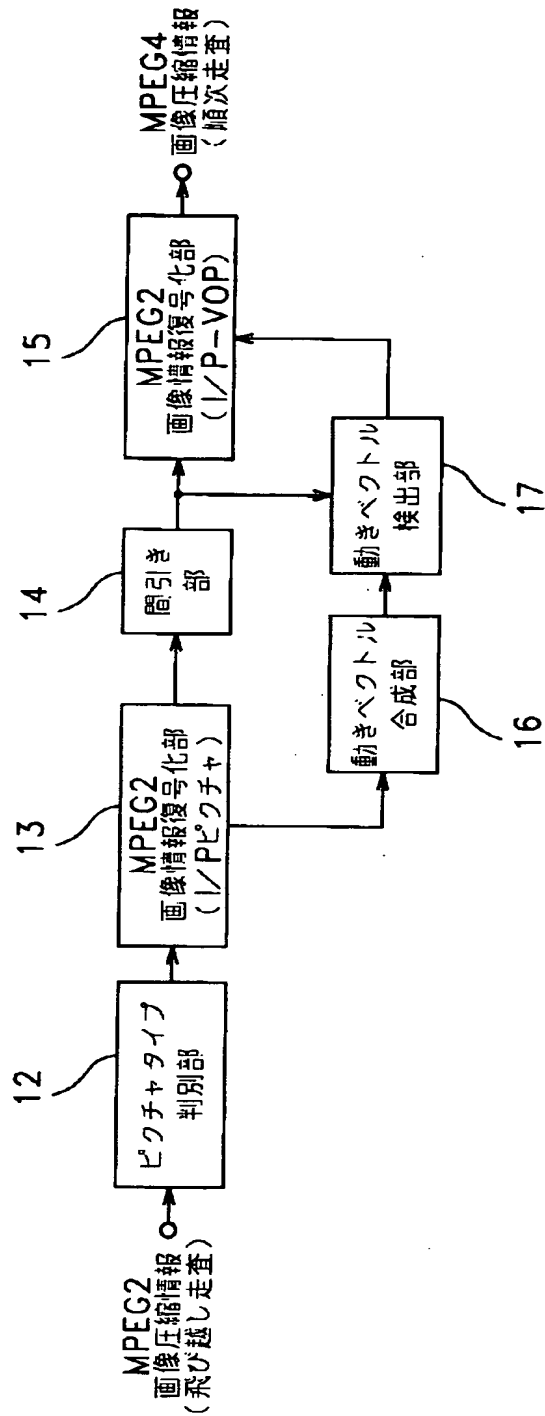 MPEG2
画像圧縮情報
(飛び越し走査)
12
ピクチャタイプ
判別部
13
MPEG2
画像情報復号化部
(I/Pピクチャ)
14
間引き
部
15
MPEG2
画像情報復号化部
(I/P-VOP)
MPEG4
画像圧縮情報
(順次走査)
動きベクトル
合成部
16
動きベクトル
検出部
17